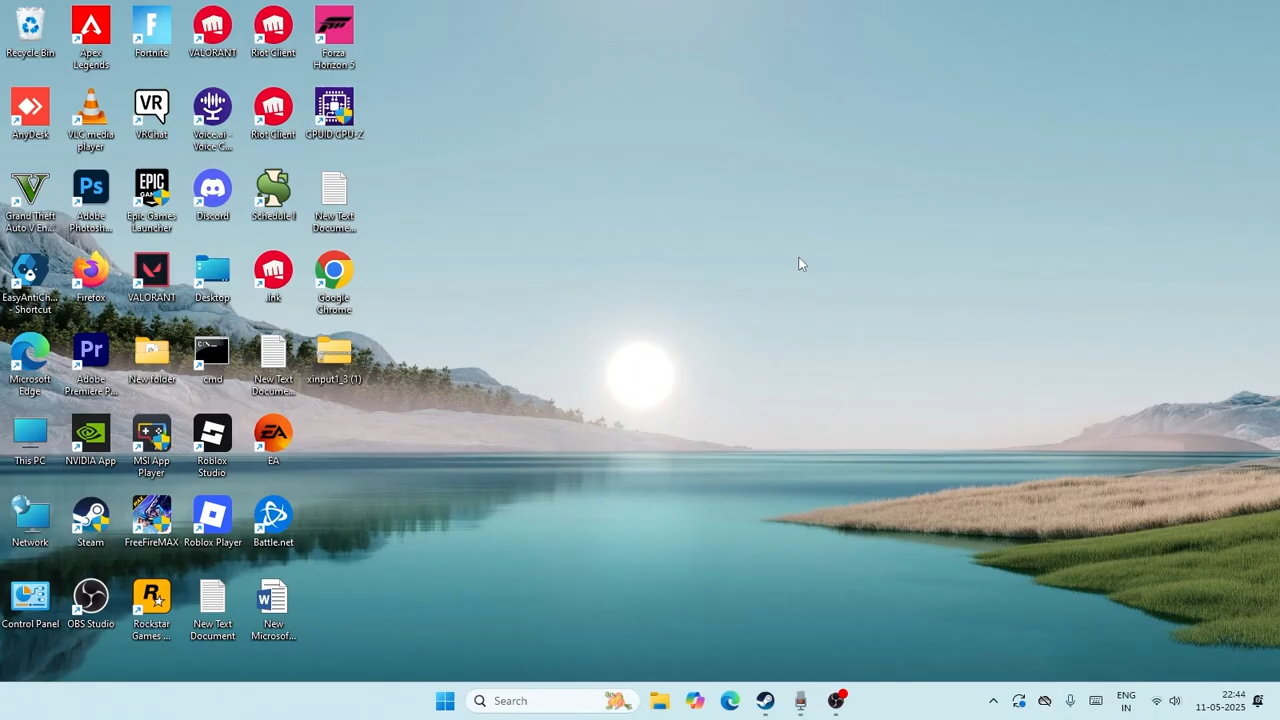 Recycle Bin
Apex
Legends
Fortnite
VALORANT
Riot Client
Forza
Horizon 5
AnyDesk
VLC media
player
VRChat
Voice.ai -
Voice C...
Riot Client
CPUID CPU-Z
Grand Theft
Auto V En...
Adobe
Photosh...
Epic Games
Launcher
Discord
Schedule I
New Text
Docume...
EasyAntiCh...
- Shortcut
Firefox
VALORANT
Desktop
.lnk
Google
Chrome
Microsoft
Edge
Adobe
Premiere P...
New folder
cmd
New Text
Docume...
xinput1_3 (1)
This PC
NVIDIA App
MSI App
Player
Roblox
Studio
EA
Network
Steam
FreeFireMAX
Roblox Player
Battle.net
Control Panel
OBS Studio
Rockstar
Games ...
New Text
Document
New
Microsof...
Search
ENG
IN
22:44
11-05-2025